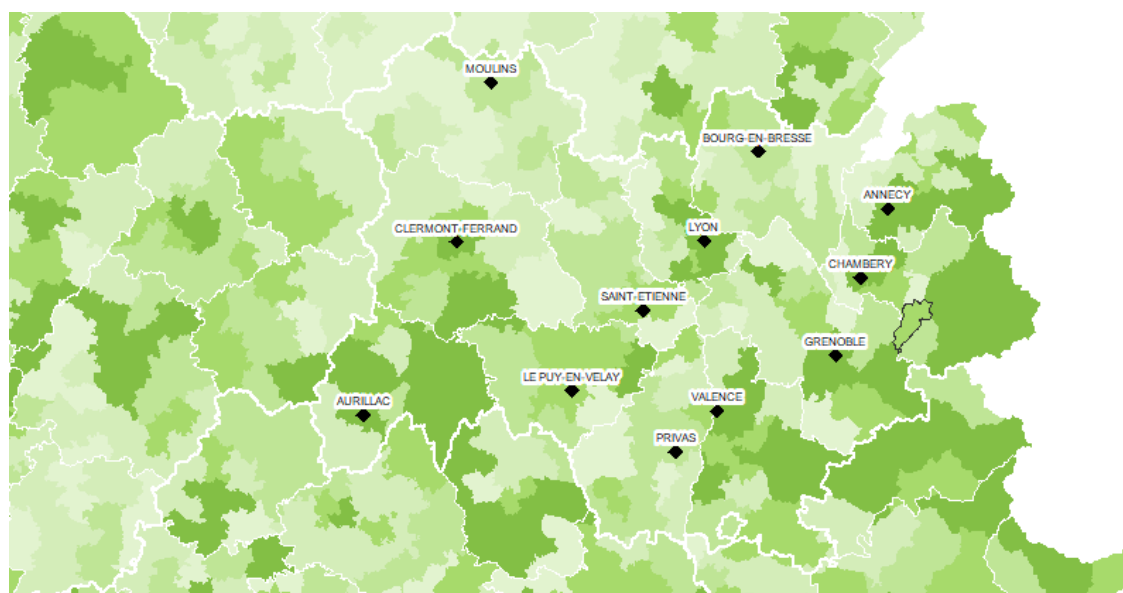 MOULINS
BOURG-EN-BRESSE
ANNECY
CLERMONT-FERRAND
LYON
CHAMBERY
SAINT-ETIENNE
GRENOBLE
LE PUY-EN-VELAY
AURILLAC
VALENCE
PRIVAS